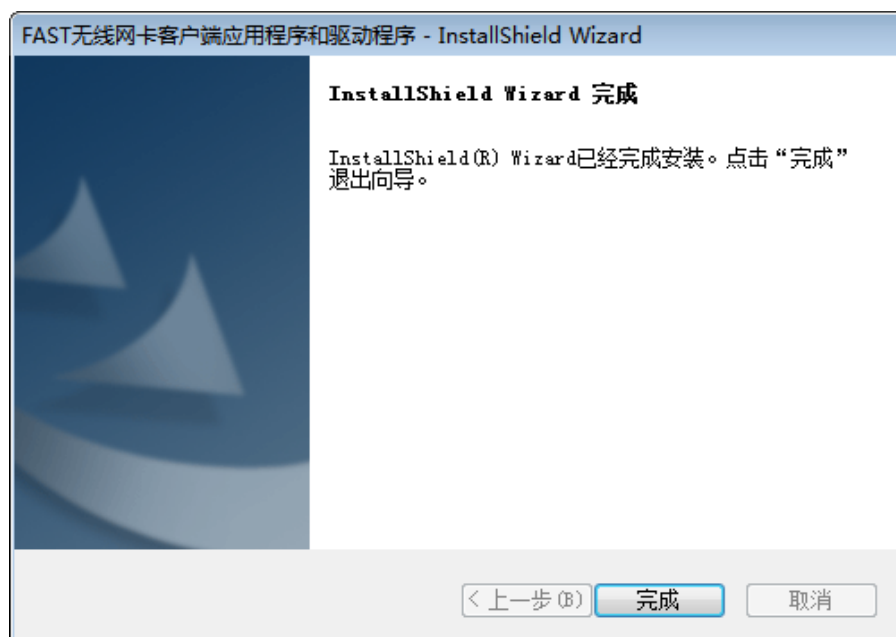 FAST无线网卡客户端应用程序和驱动程序 - InstallShield Wizard
InstallShield Wizard 完成
InstallShield(R) Wizard已经完成安装。点击“完成”
退出向导。
< 上一步(B)
完成
取消